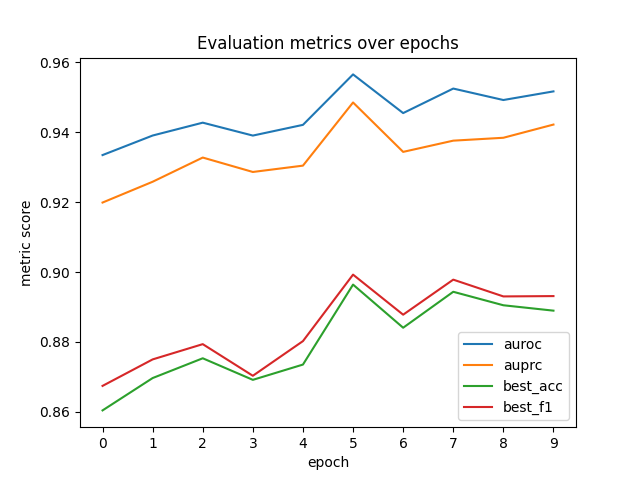 Evaluation metrics over epochs
metric score
0.96
0.94
0.92
0.90
0.88
0.86
0 1 2 3 4 5 6 7 8 9
epoch
auroc
auprc
best_acc
best_f1